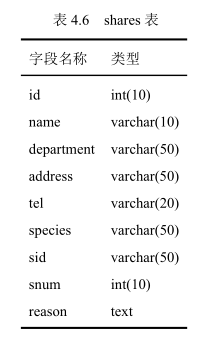 表 4.6 shares 表
字段名称 类型
id int(10)
name varchar(10)
department varchar(50)
address varchar(50)
tel varchar(20)
species varchar(50)
sid varchar(50)
snum int(10)
reason text